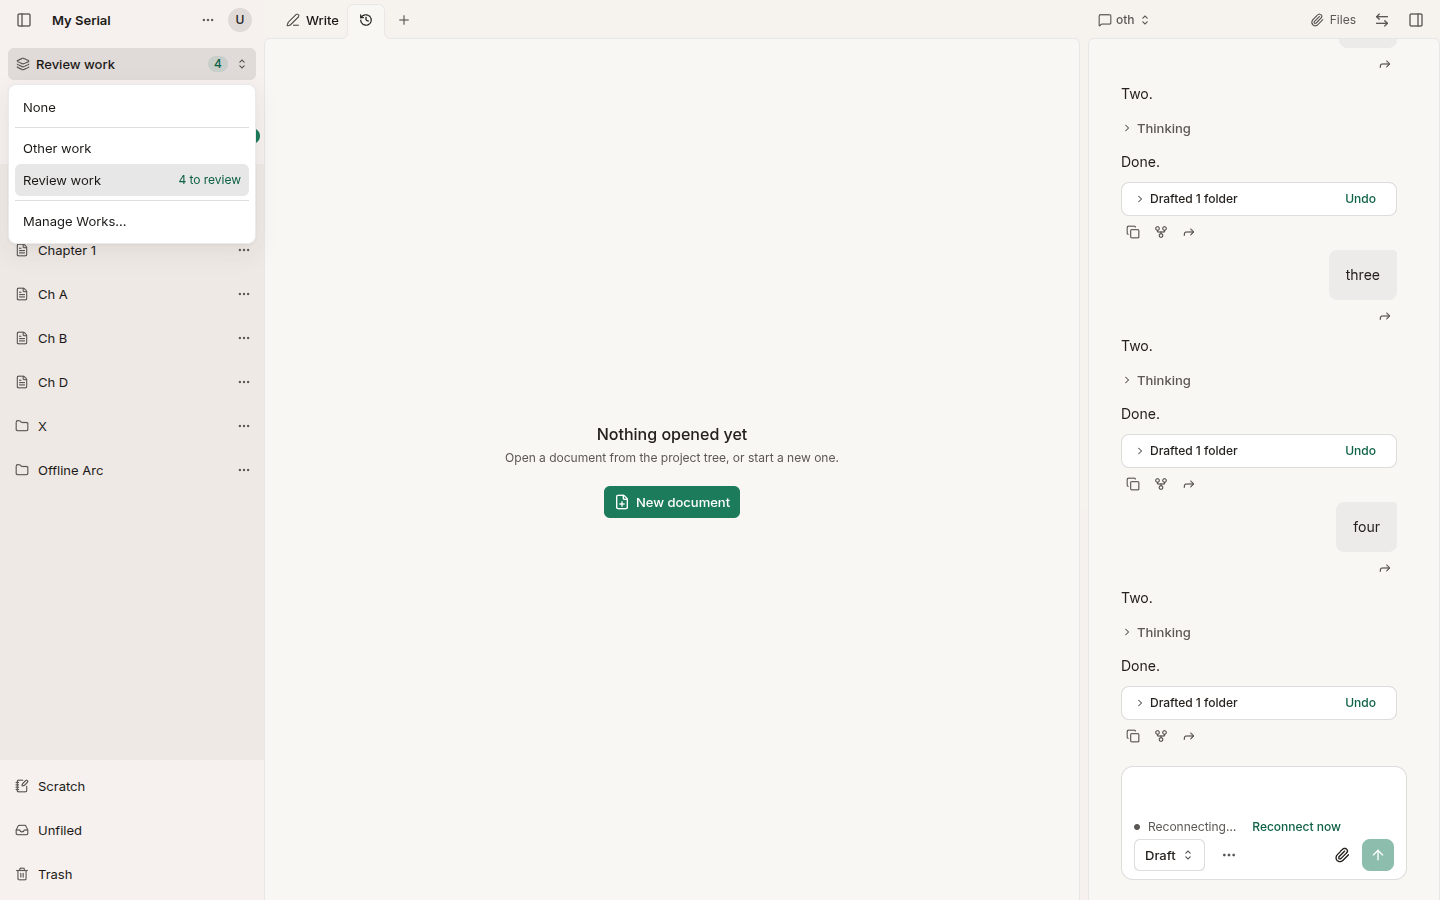 My Serial
U
Write
oth
Files
Review work
4
None
Other work
Review work
4 to review
Manage Works...
Chapter 1
Ch A
Ch B
Ch D
X
Offline Arc
Scratch
Unfiled
Trash
Nothing opened yet
Open a document from the project tree, or start a new one.
New document
Two.
Thinking
Done.
Drafted 1 folder
Undo
three
Two.
Thinking
Done.
Drafted 1 folder
Undo
four
Two.
Thinking
Done.
Drafted 1 folder
Undo
Reconnecting...
Reconnect now
Draft